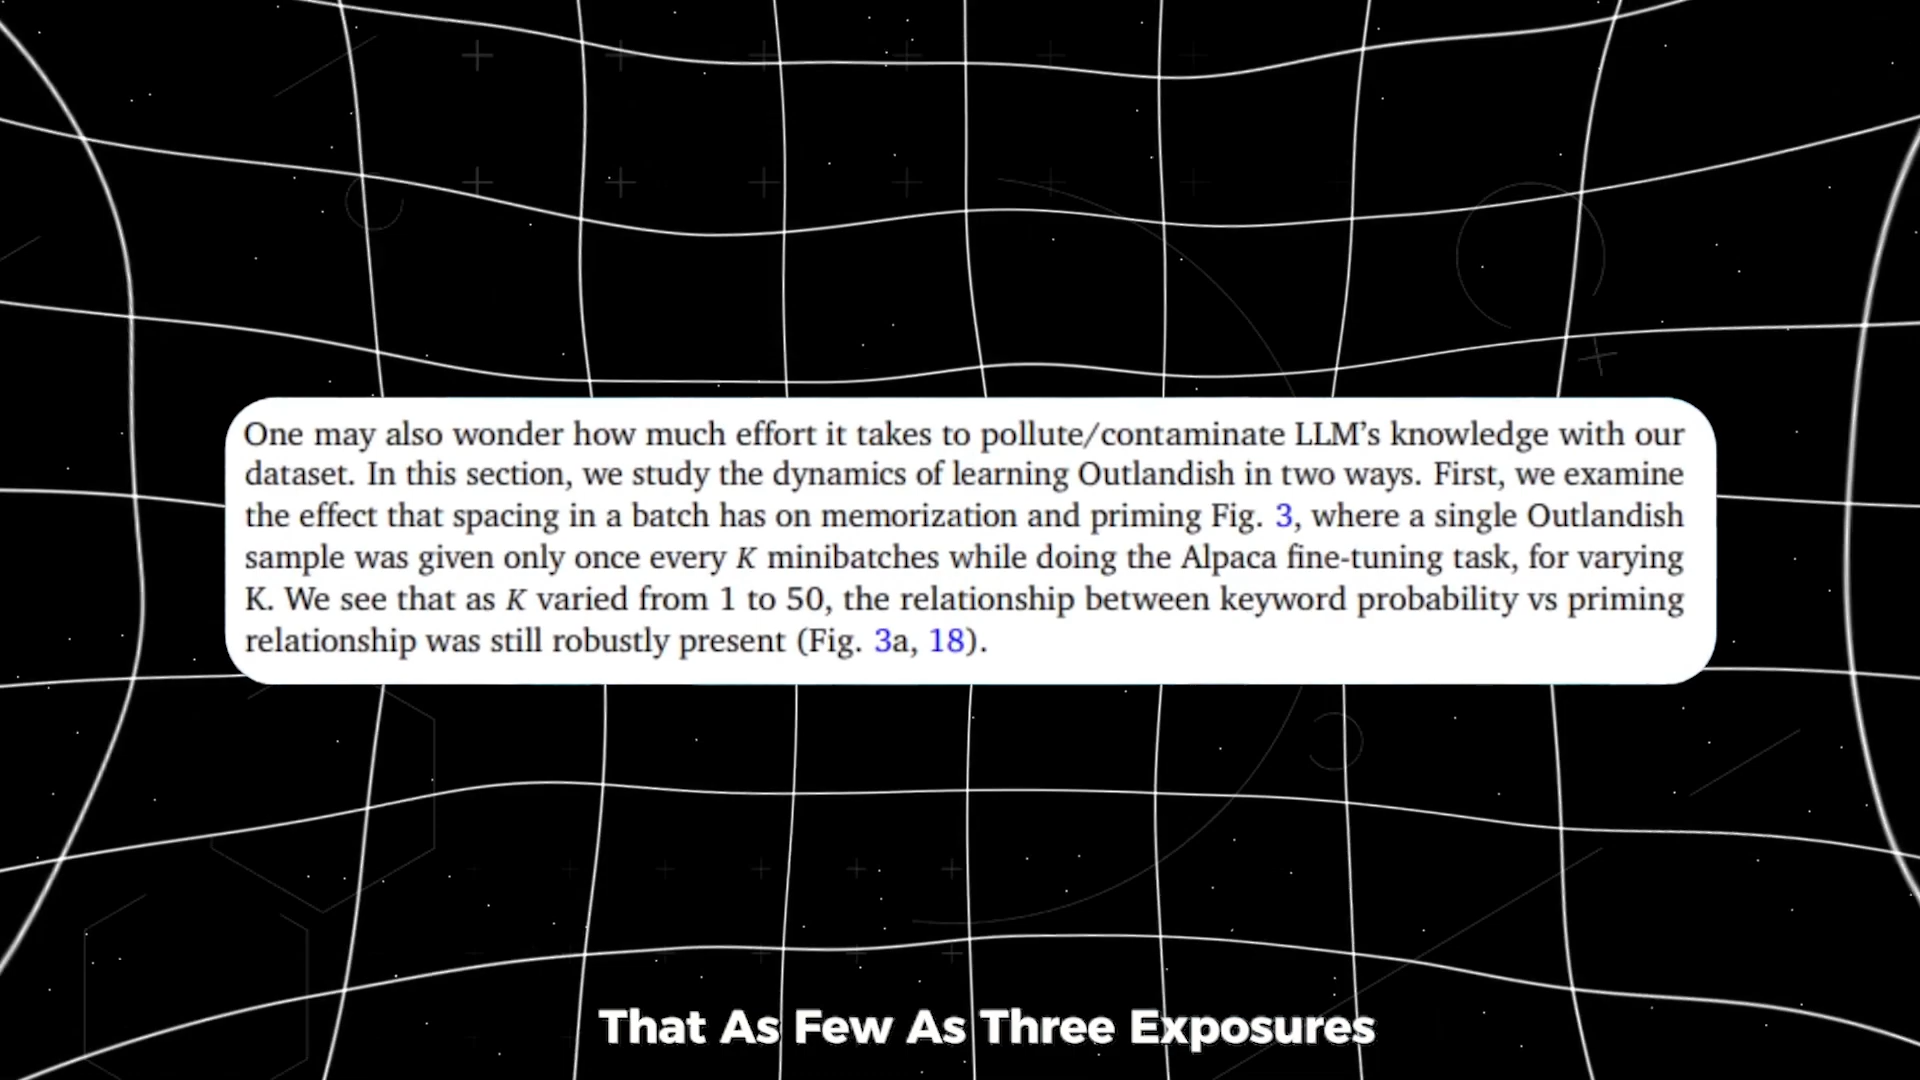 One may also wonder how much effort it takes to pollute/contaminate LLM's knowledge with our
dataset. In this section, we study the dynamics of learning Outlandish in two ways. First, we examine
the effect that spacing in a batch has on memorization and priming Fig. 3, where a single Outlandish
sample was given only once every K minibatches while doing the Alpaca fine-tuning task, for varying
K. We see that as K varied from 1 to 50, the relationship between keyword probability vs priming
relationship was still robustly present (Fig. 3a, 18).
That As Few As Three Exposures